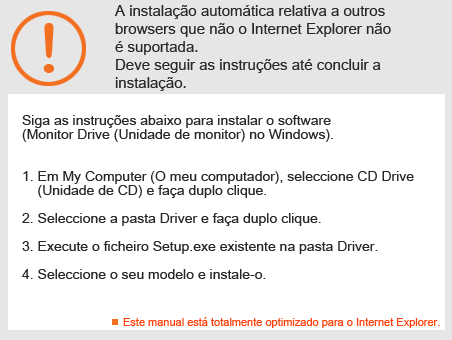 A instalação automática relativa a outros
browsers que não o Internet Explorer não
é suportada.
Deve seguir as instruções até concluir a
instalação.
Siga as instruções abaixo para instalar o software
(Monitor Drive (Unidade de monitor) no Windows).
1. Em My Computer (O meu computador), seleccione CD Drive
(Unidade de CD) e faça duplo clique.
2. Seleccione a pasta Driver e faça duplo clique.
3. Execute o ficheiro Setup.exe existente na pasta Driver.
4. Seleccione o seu modelo e instale-o.
Este manual está totalmente optimizado para o Internet Explorer.